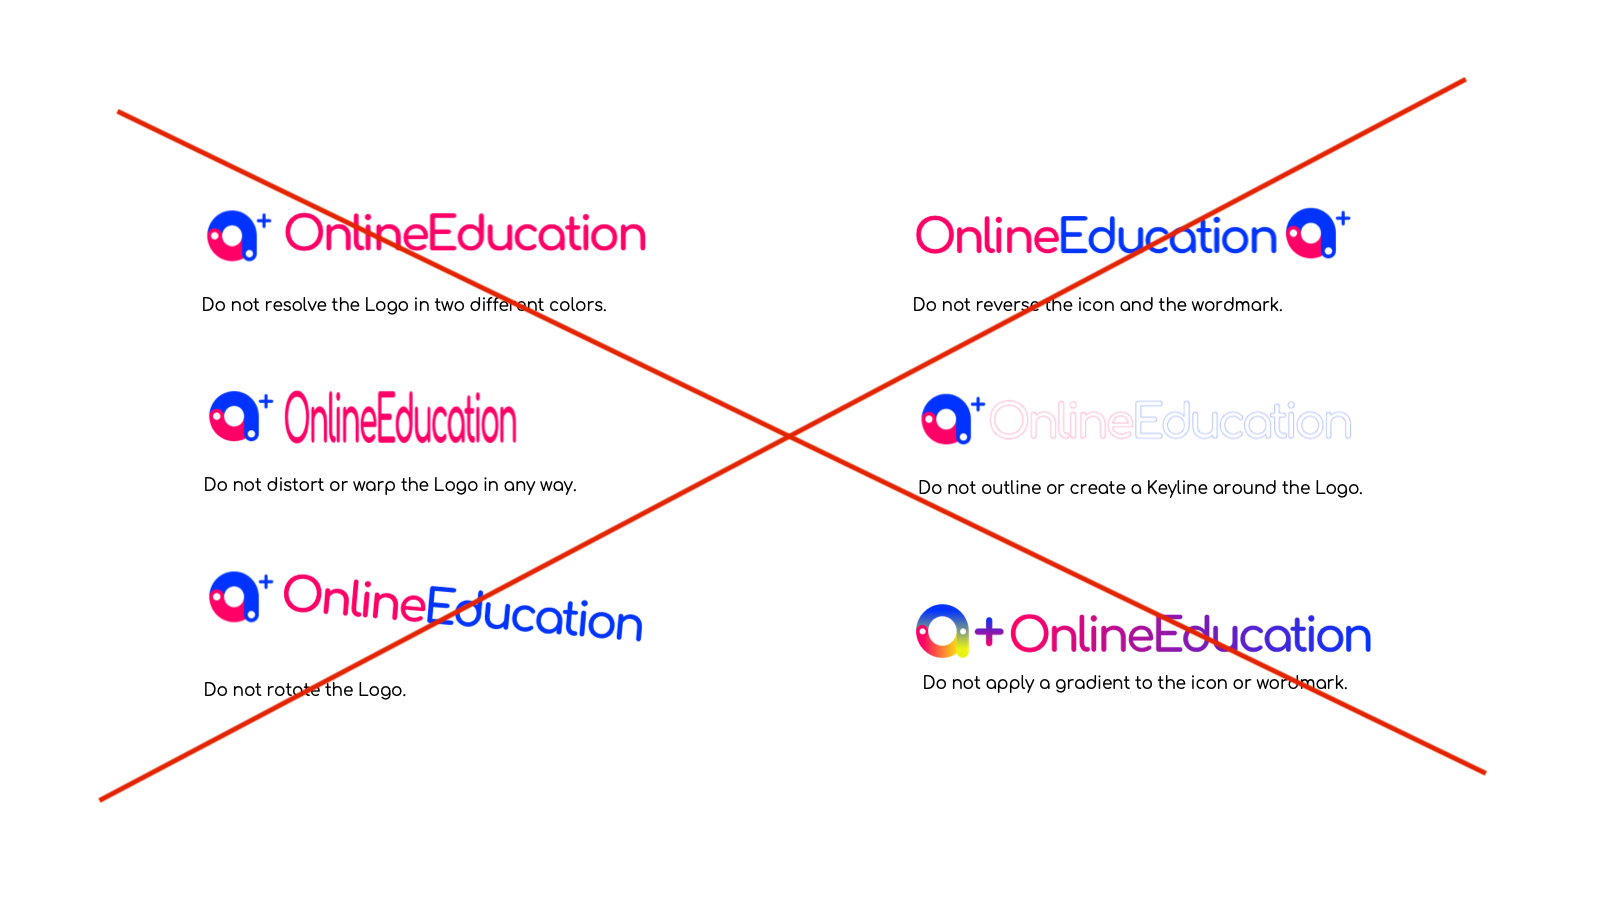 a+ OnlineEducation
Do not resolve the Logo in two different colors.
OnlineEducation a+
Do not reverse the icon and the wordmark.
a+ OnlineEducation
Do not distort or warp the Logo in any way.
a+ OnlineEducation
Do not outline or create a Keyline around the Logo.
a+ OnlineEducation
Do not rotate the Logo.
a+ OnlineEducation
Do not apply a gradient to the icon or wordmark.